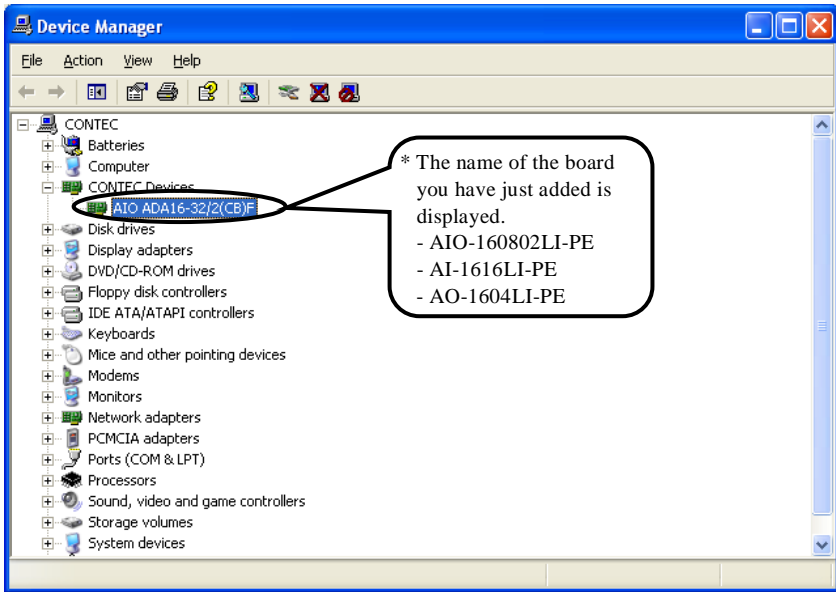 Device Manager
File Action View Help
CONTEC
Batteries
Computer
CONTEC Devices
AIO ADA16-32/2(CB)F
Disk drives
Display adapters
DVD/CD-ROM drives
Floppy disk controllers
IDE ATA/ATAPI controllers
Keyboards
Mice and other pointing devices
Modems
Monitors
Network adapters
PCMCIA adapters
Ports (COM & LPT)
Processors
Sound, video and game controllers
Storage volumes
System devices
* The name of the board
you have just added is
displayed.
- AIO-160802LI-PE
- AI-1616LI-PE
- AO-1604LI-PE